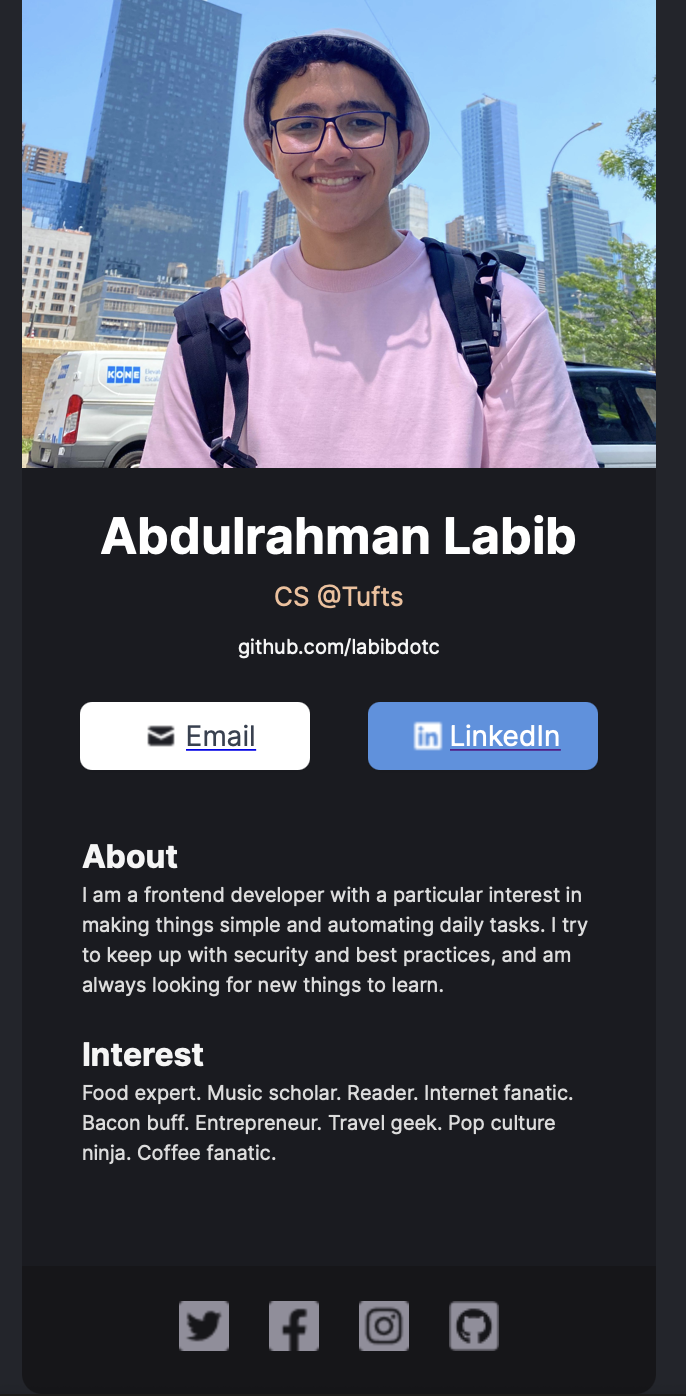 KONE
Abdulrahman Labib
CS @Tufts
github.com/labibdotc
Email
LinkedIn
About
I am a frontend developer with a particular interest in
making things simple and automating daily tasks. I try
to keep up with security and best practices, and am
always looking for new things to learn.
Interest
Food expert. Music scholar. Reader. Internet fanatic.
Bacon buff. Entrepreneur. Travel geek. Pop culture
ninja. Coffee fanatic.